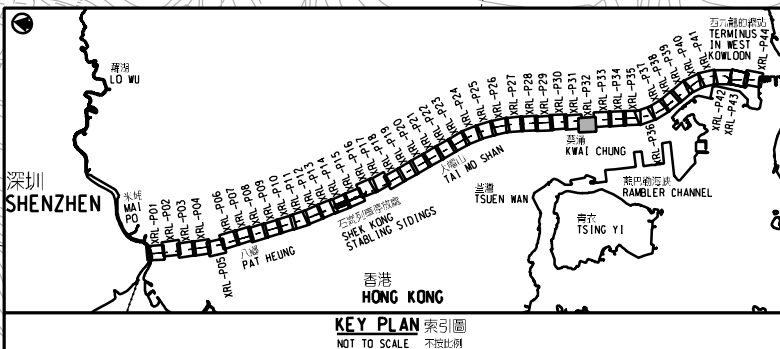 羅湖
LO WU
深圳
SHENZHEN
米埔
MAI
PO
XRL-P01
XRL-P02
XRL-P03
XRL-P04
XRL-P05
XRL-P06
XRL-P07
XRL-P08
XRL-P09
XRL-P10
XRL-P11
XRL-P12
XRL-P13
XRL-P14
XRL-P15
XRL-P16
XRL-P17
XRL-P18
XRL-P19
XRL-P20
XRL-P21
XRL-P22
XRL-P23
XRL-P24
XRL-P25
XRL-P26
XRL-P27
XRL-P28
XRL-P29
XRL-P30
XRL-P31
XRL-P32
XRL-P33
XRL-P34
XRL-P35
XRL-P36
XRL-P37
XRL-P38
XRL-P39
XRL-P40
XRL-P41
XRL-P42
XRL-P43
XRL-P44
西九龍的總站
TERMINUS
IN WEST
KOWLOON
八鄉
PAT HEUNG
石崗列車停放處
SHEK KONG
STABLING SIDINGS
大帽山
TAI MO SHAN
葵涌
KWAI CHUNG
荃灣
TSUEN WAN
藍巴勒海峽
RAMBLER CHANNEL
青衣
TSING YI
香港
HONG KONG
KEY PLAN 索引圖
NOT TO SCALE 不按比例